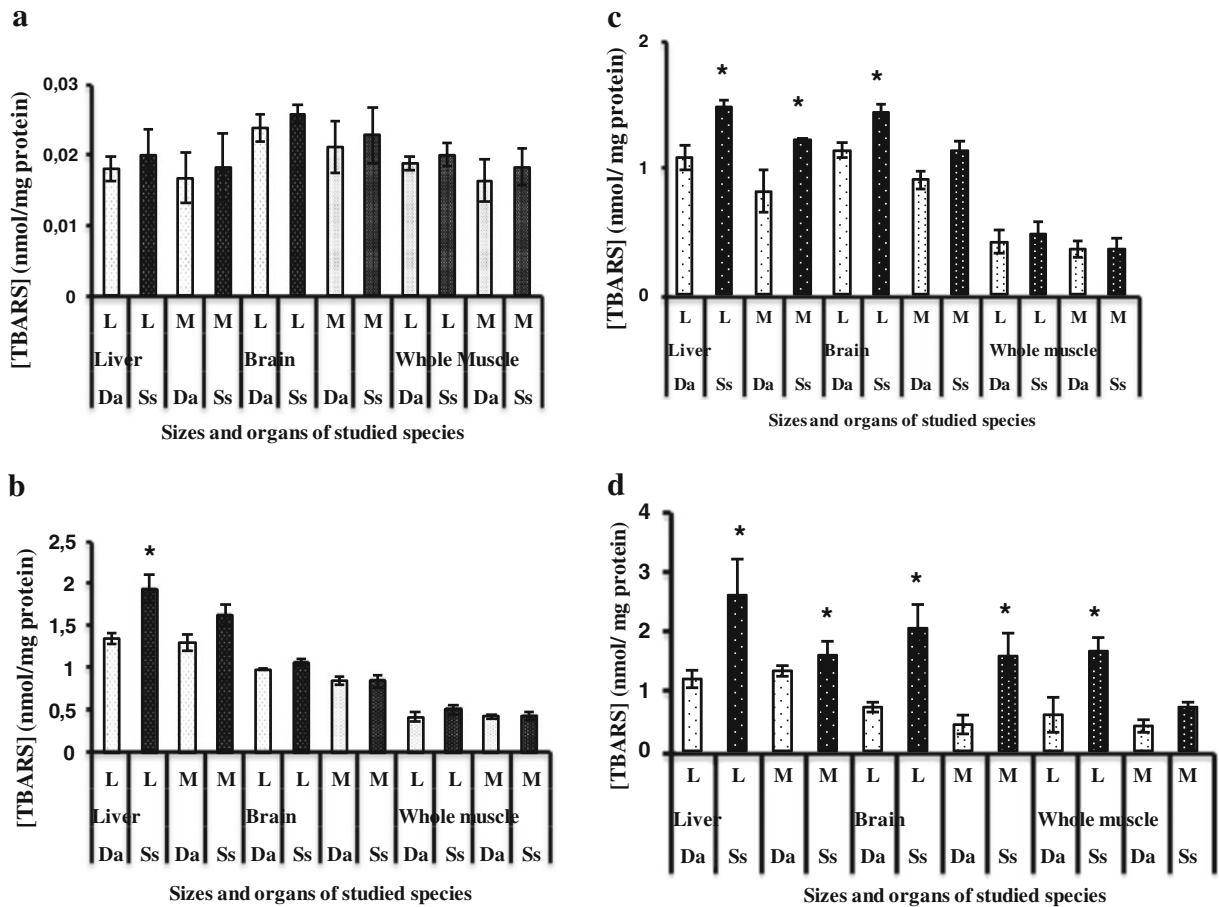 a
[TBARS] (nmol/mg protein)
0,03
0,02
0,01
0
L L M M L L M M L L M M
Liver Brain Whole Muscle
Da Ss Da Ss Da Ss Da Ss Da Ss Da Ss
Sizes and organs of studied species
b
[TBARS] (nmol/mg protein)
2,5
2
1,5
1
0,5
0
*
L L M M L L M M L L M M
Liver Brain Whole muscle
Da Ss Da Ss Da Ss Da Ss Da Ss Da Ss
Sizes and organs of studied species
c
[TBARS] (nmol/ mg protein)
2
1
0
* * *
L L M M L L M M L L M M
Liver Brain Whole muscle
Da Ss Da Ss Da Ss Da Ss Da Ss Da Ss
Sizes and organs of studied species
d
[TBARS] (nmol/ mg protein)
4
3
2
1
0
* * * * *
L L M M L L M M L L M M
Liver Brain Whole muscle
Da Ss Da Ss Da Ss Da Ss Da Ss Da Ss
Sizes and organs of studied species